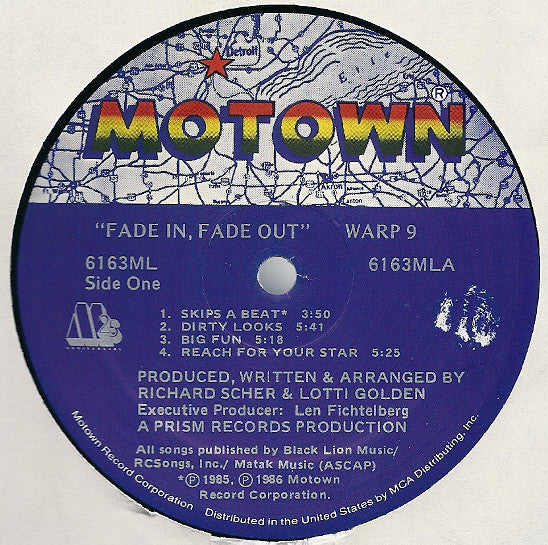 Detroit
Erie
MOTOWN®
Akron
Canton
"FADE IN, FADE OUT" WARP 9
6163ML 6163MLA
Side One
M 25
ANNIVERSARY
1. SKIPS A BEAT* 3:50
2. DIRTY LOOKS 5:41
3. BIG FUN 5:18
4. REACH FOR YOUR STAR 5:25
PRODUCED, WRITTEN & ARRANGED BY
RICHARD SCHER & LOTTI GOLDEN
Executive Producer: Len Fichtelberg
A PRISM RECORDS PRODUCTION
All songs published by Black Lion Music/
RCSongs, Inc./ Matak Music (ASCAP)
*℗1985, ℗1986 Motown
Record Corporation.
Motown Record Corporation Distributed in the United States by MCA Distributing, Inc.